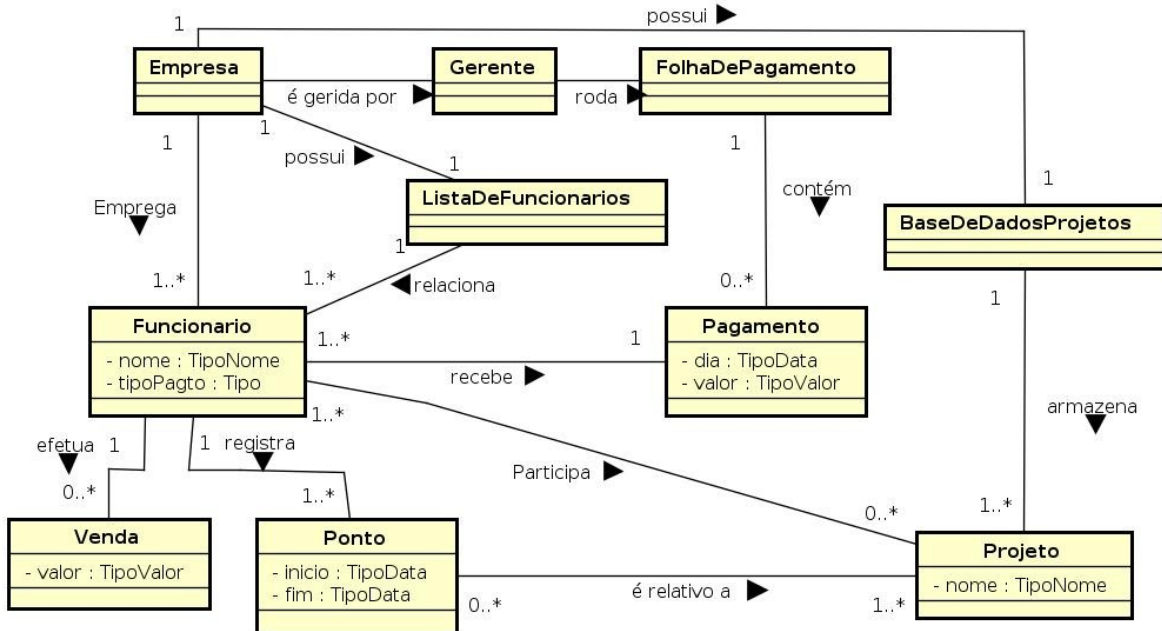 possui
1
Empresa
Gerente
FolhaDePagamento
é gerida por
roda
1
1
1
possui
1
contém
1
Emprega
ListaDeFuncionarios
BaseDeDadosProjetos
1
1..*
1..*
relaciona
0..*
1
Funcionario
- nome : TipoNome
- tipoPagto : Tipo
1..*
1
recebe
Pagamento
- dia : TipoData
- valor : TipoValor
armazena
1..*
efetua
1
1
registra
Participa
0..*
1..*
0..*
1..*
Venda
- valor : TipoValor
Ponto
- inicio : TipoData
- fim : TipoData
0..*
é relativo a
1..*
Projeto
- nome : TipoNome